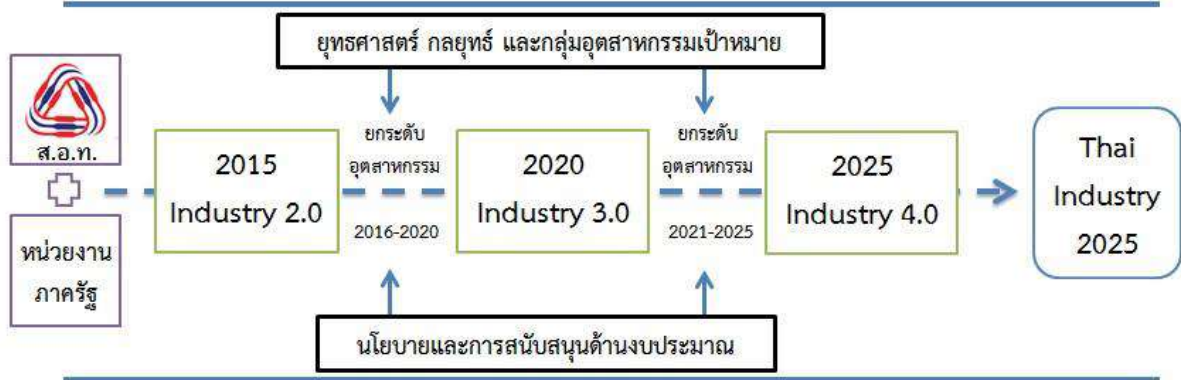 ยุทธศาสตร์ กลยุทธ์ และกลุ่มอุตสาหกรรมเป้าหมาย
ส.อ.ท.
หน่วยงาน
ภาครัฐ
2015
Industry 2.0
ยกระดับ
อุตสาหกรรม
2016-2020
2020
Industry 3.0
ยกระดับ
อุตสาหกรรม
2021-2025
2025
Industry 4.0
Thai
Industry
2025
นโยบายและการสนับสนุนด้านงบประมาณ